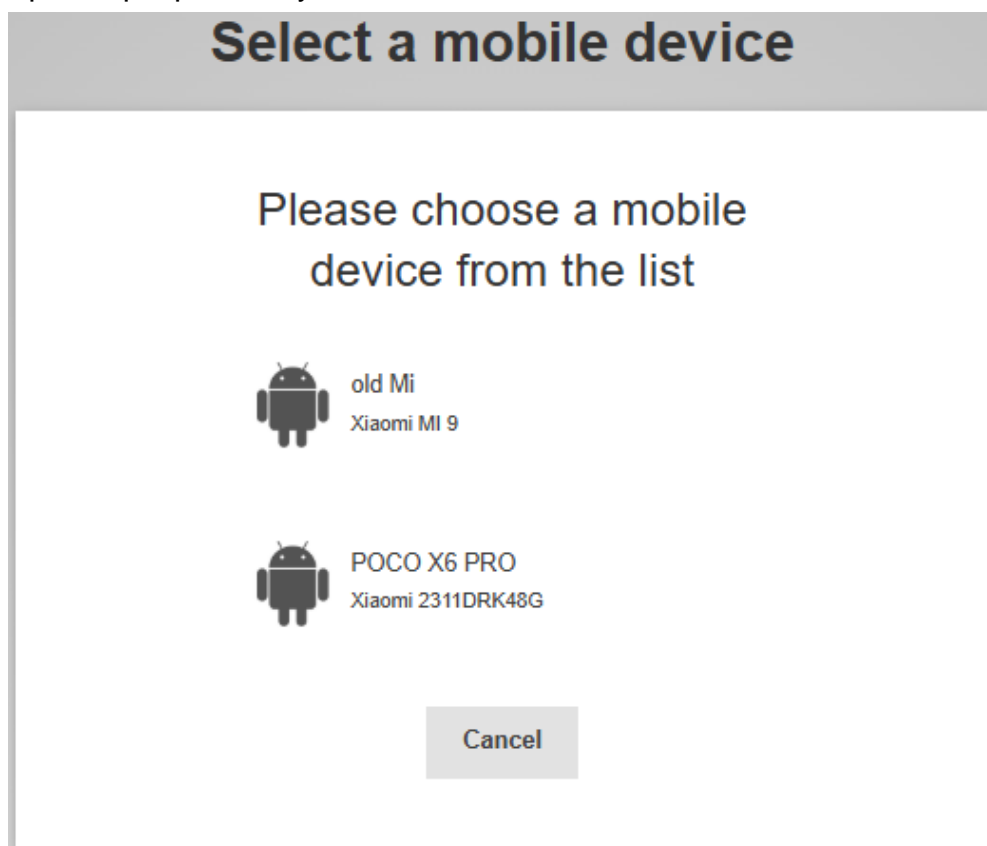 Select a mobile device
Please choose a mobile
device from the list
old Mi
Xiaomi MI 9
POCO X6 PRO
Xiaomi 2311DRK48G
Cancel